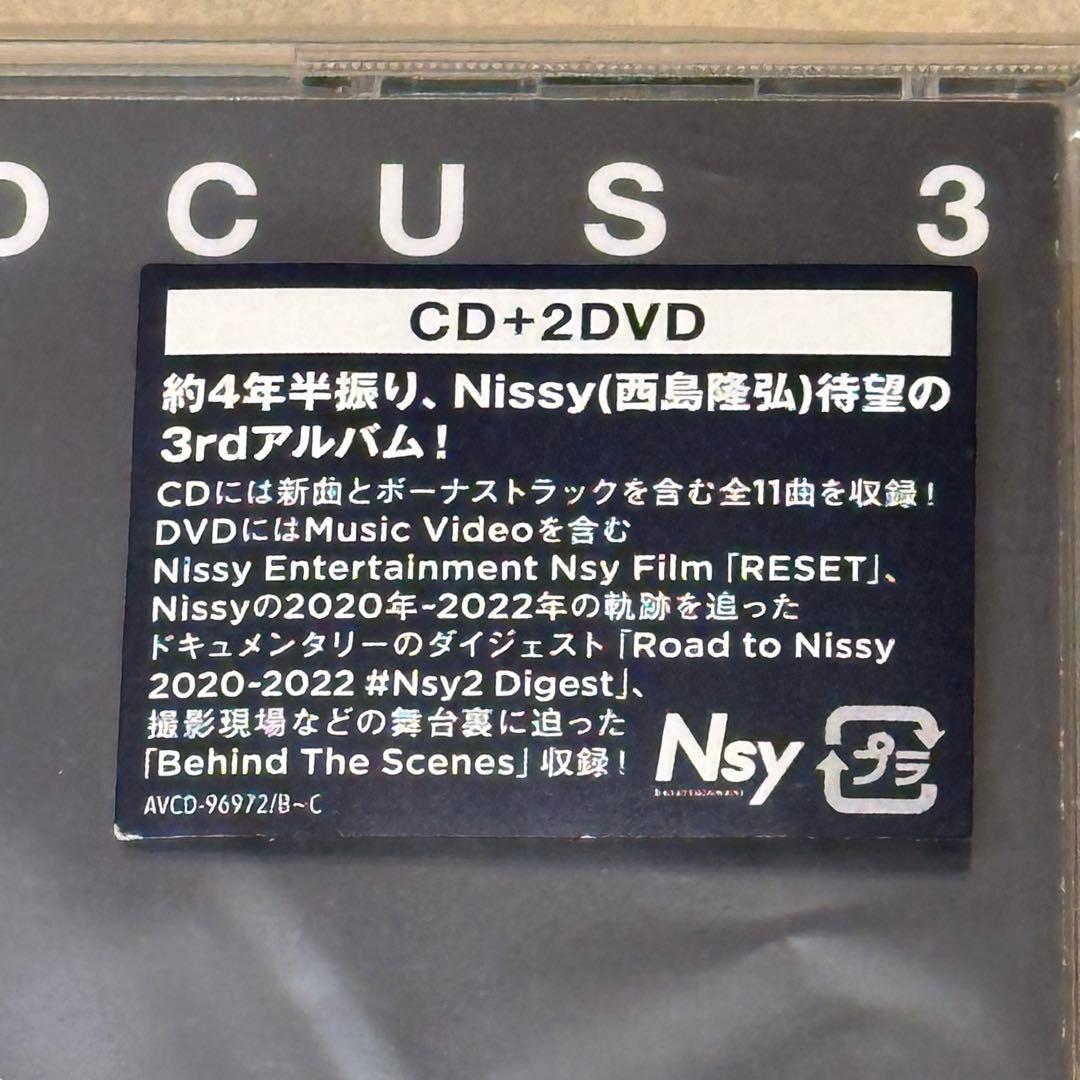 OCUS 3
CD+2DVD
約4年半振り、Nissy(西島隆弘)待望の
3rdアルバム!
CDには新曲とボーナストラックを含む全11曲を収録!
DVDにはMusic Videoを含む
Nissy Entertainment Nsy Film「RESET」、
Nissyの2020年~2022年の軌跡を追った
ドキュメンタリーのダイジェスト「Road to Nissy
2020~2022 #Nsy2 Digest」、
撮影現場などの舞台裏に迫った
「Behind The Scenes」収録!
Nsy
プラ
AVCD-96972/B~C